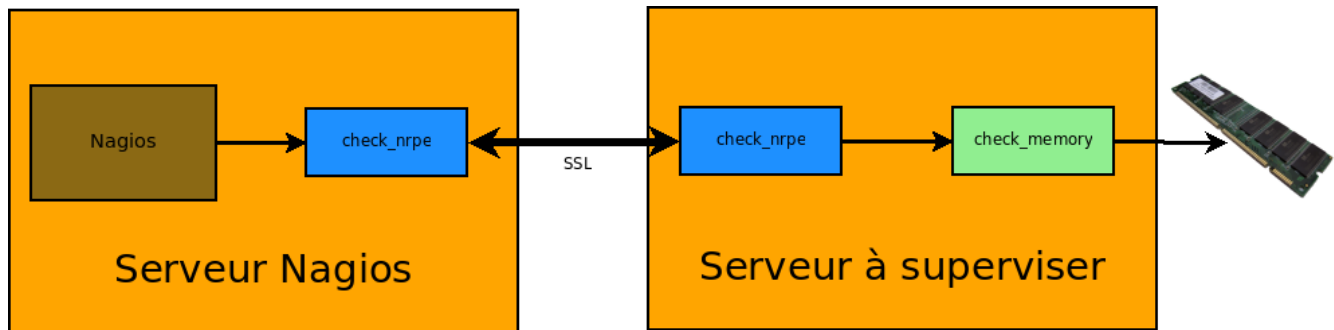 Nagios
check_nrpe
SSL
check_nrpe
check_memory
Serveur Nagios
Serveur à superviser